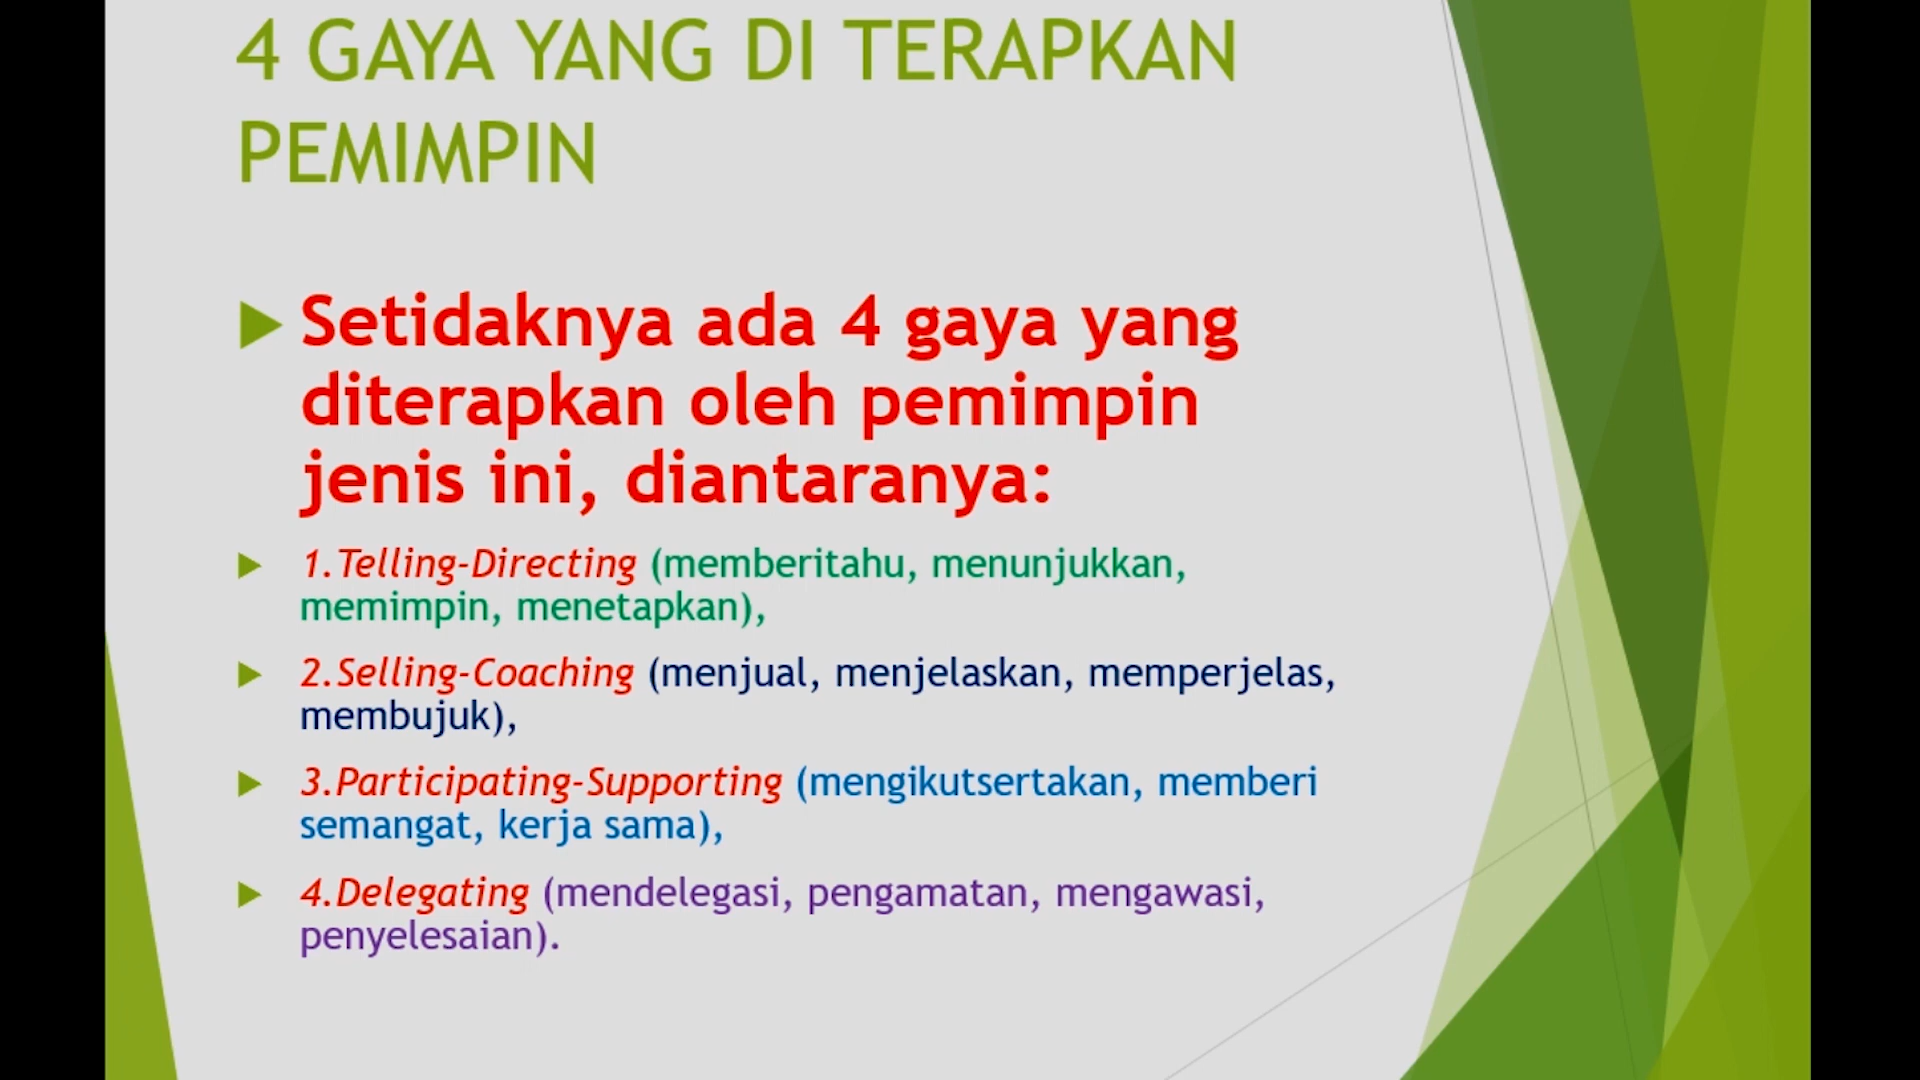 4 GAYA YANG DI TERAPKAN
PEMIMPIN
Setidaknya ada 4 gaya yang
diterapkan oleh pemimpin
jenis ini, diantaranya:
1.Telling-Directing (memberitahu, menunjukkan,
memimpin, menetapkan),
2.Selling-Coaching (menjual, menjelaskan, memperjelas,
membujuk),
3.Participating-Supporting (mengikutsertakan, memberi
semangat, kerja sama),
4.Delegating (mendelegasi, pengamatan, mengawasi,
penyelesaian).